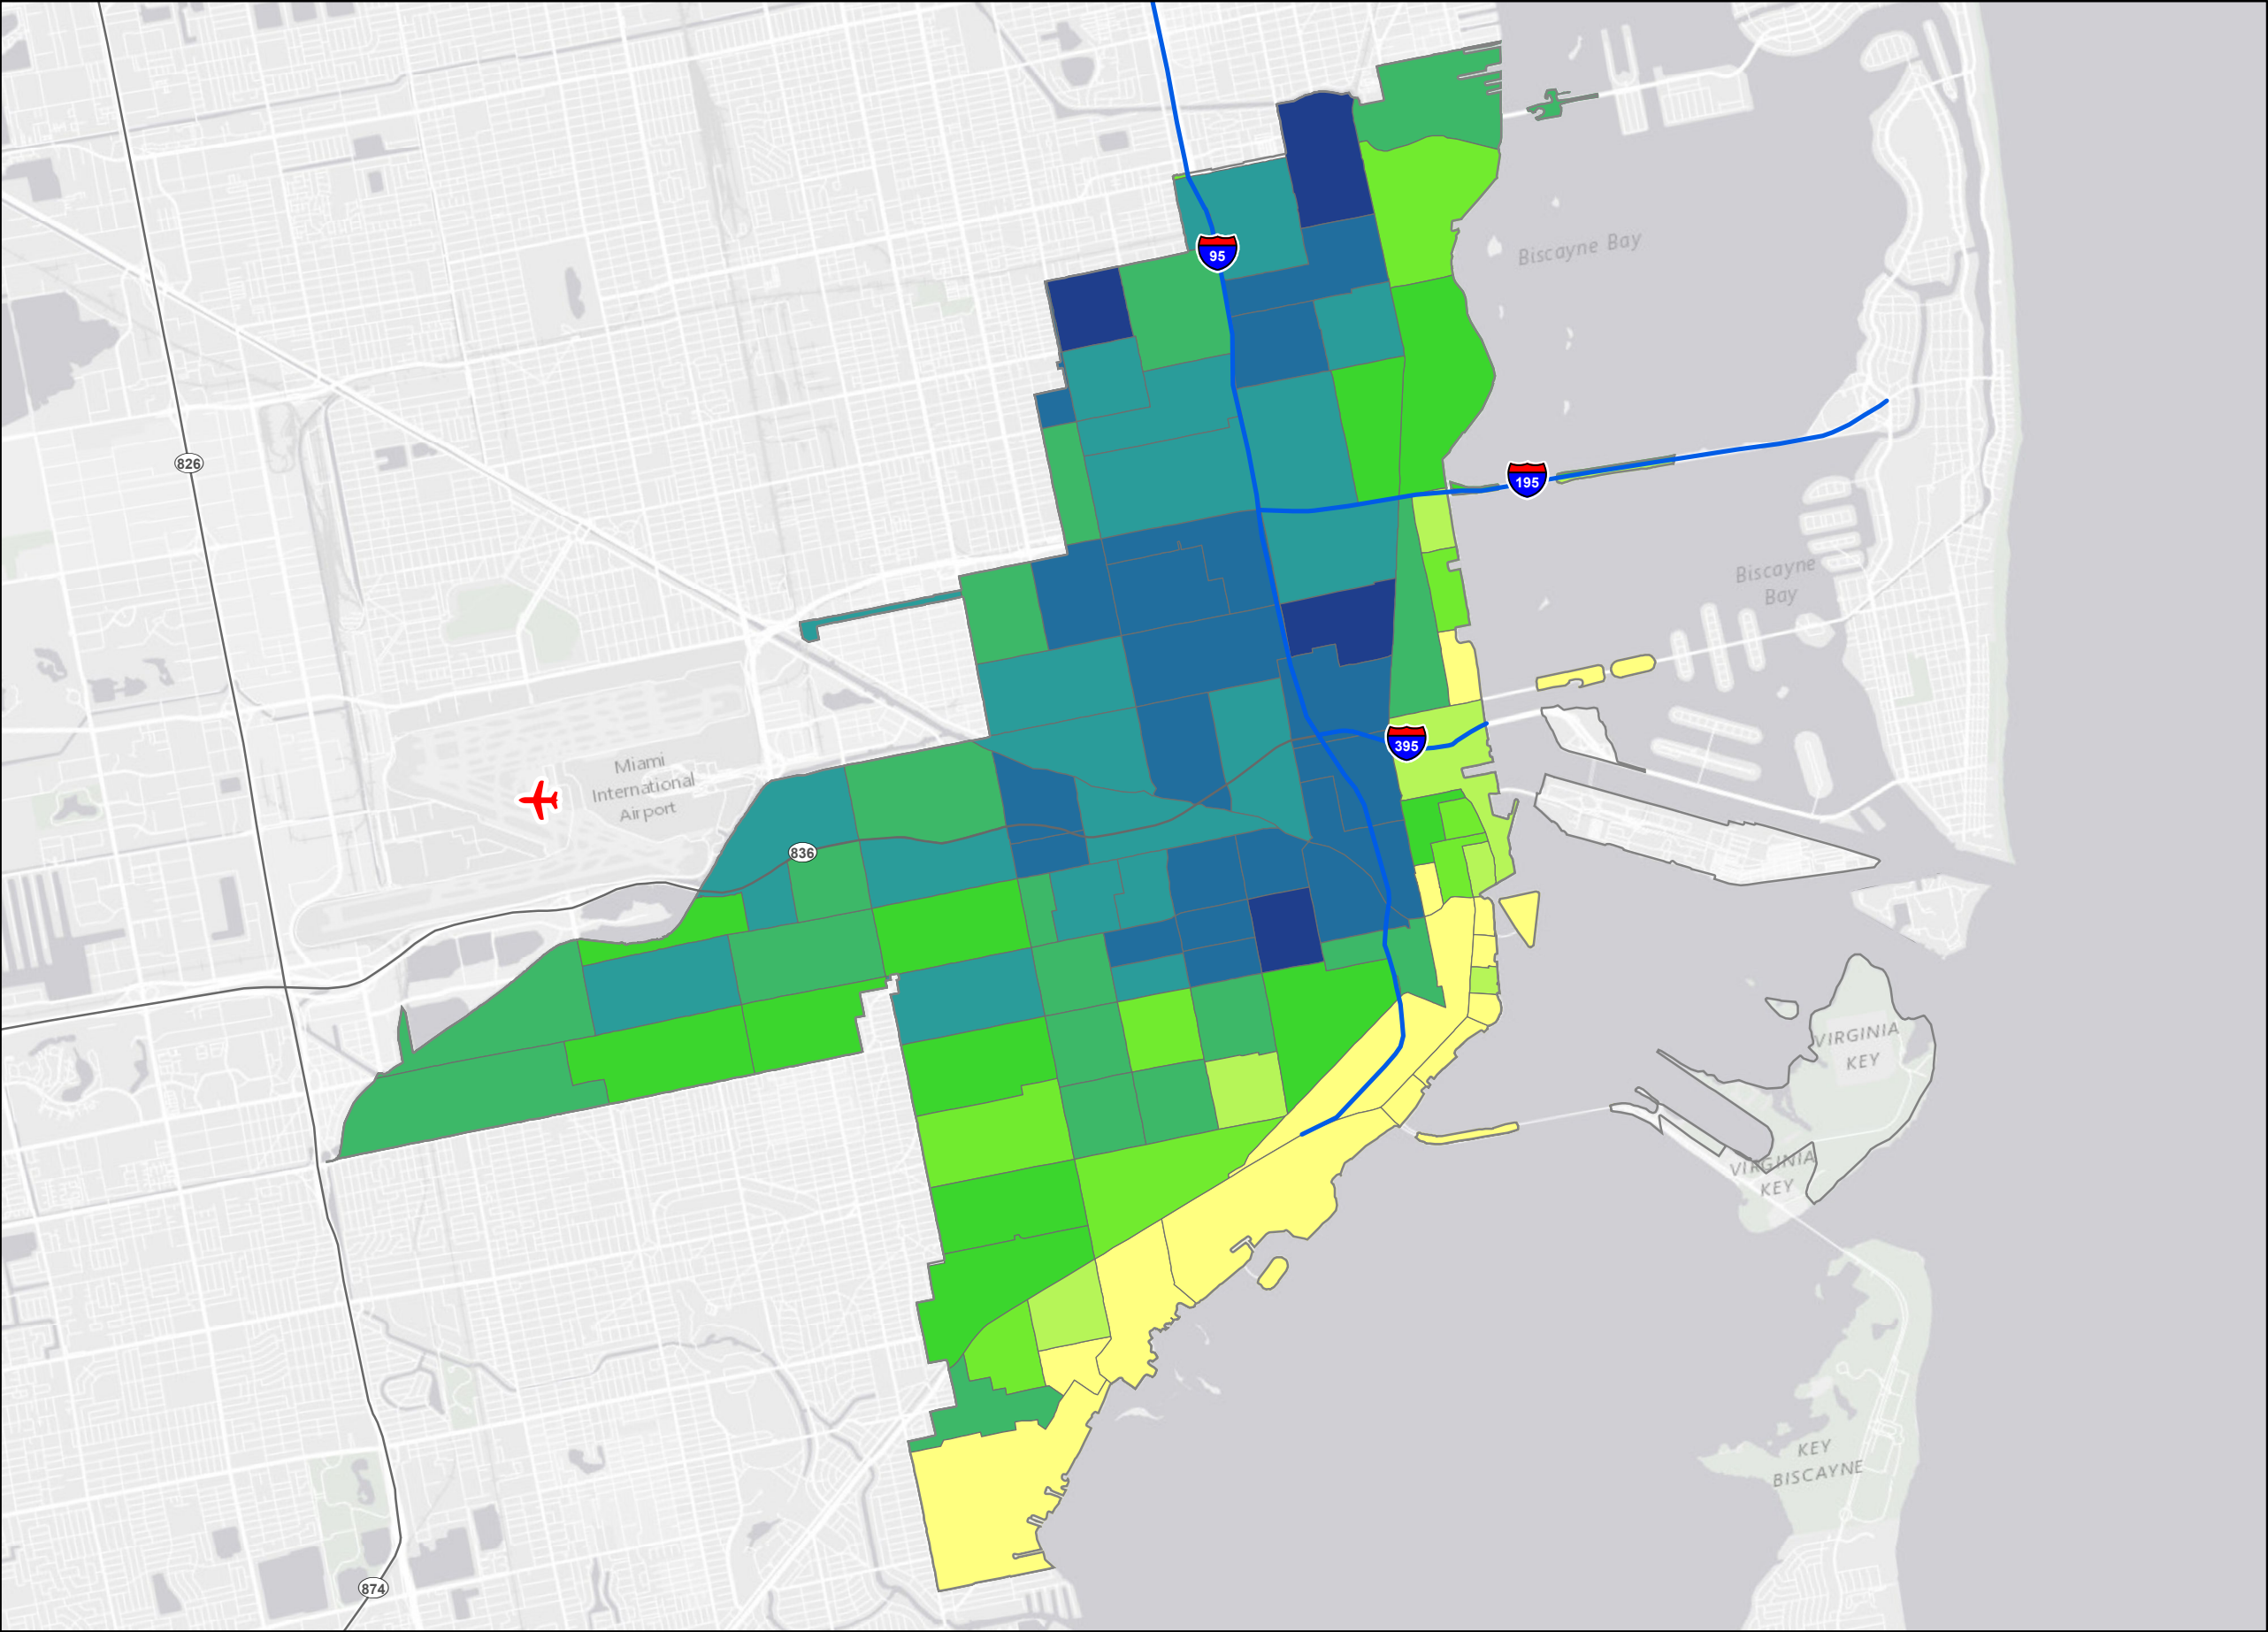 Biscayne Bay
95
826
195
Biscayne
Bay
395
Miami
International
Airport
836
VIRGINIA
KEY
VIRGINIA
KEY
KEY
BISCAYNE
874